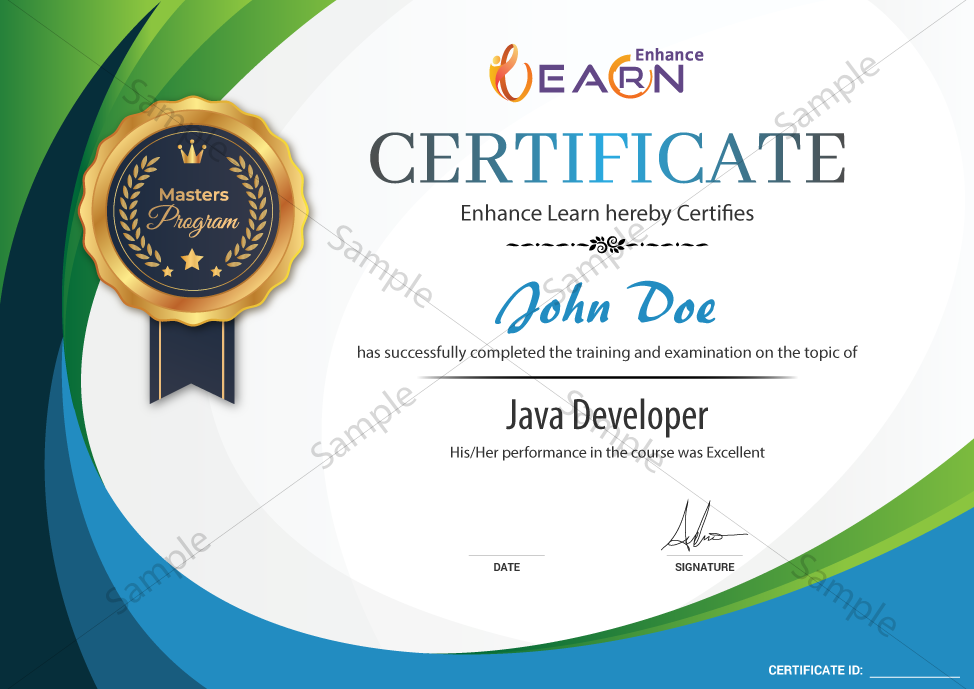 Enhance
LEARN
CERTIFICATE
Enhance Learn hereby Certifies
Masters
Program
John Doe
has successfully completed the training and examination on the topic of
Java Developer
His/Her performance in the course was Excellent
DATE
SIGNATURE
CERTIFICATE ID:
Sample
Sample
Sample
Sample
Sample
Sample
Sample
Sample